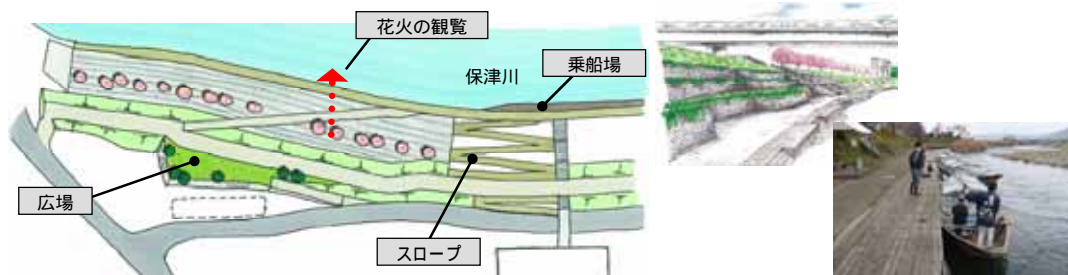 花火の観覧
保津川
乗船場
広場
スロープ